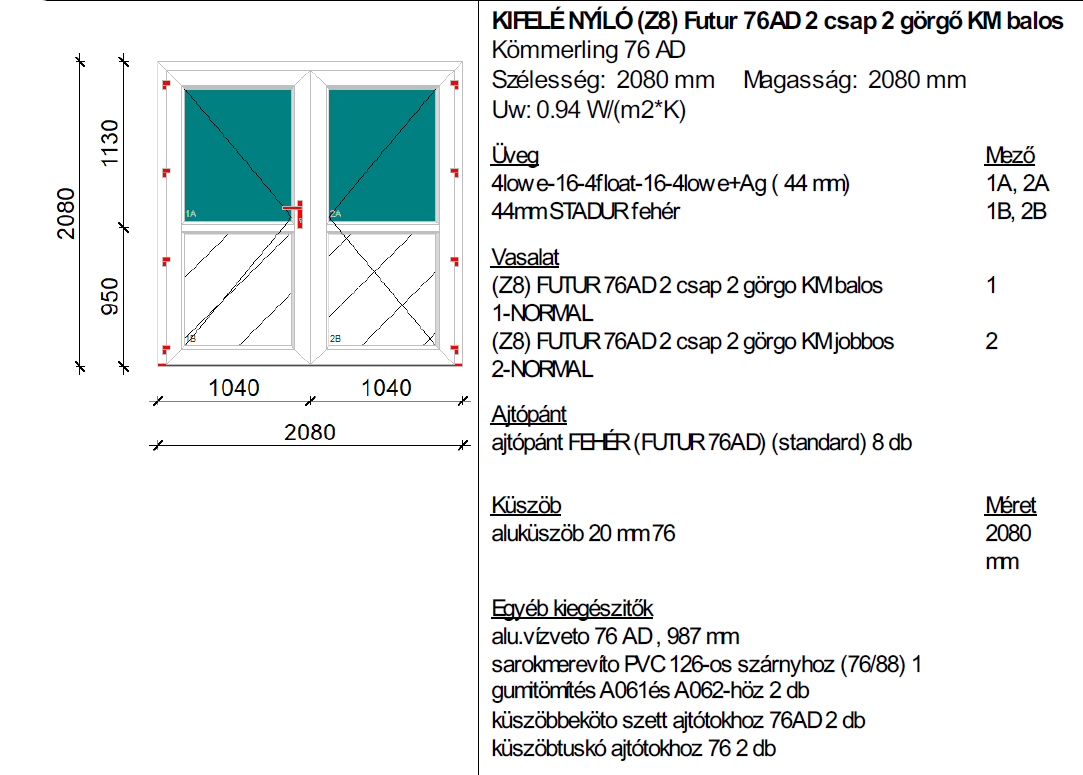 KIFELÉ NYÍLÓ (Z8) Futur 76AD 2 csap 2 görgő KM balos
Kömmerling 76 AD
Szélesség: 2080 mm Magasság: 2080 mm
Uw: 0.94 W/(m2*K)
Üveg Mező
4lowe-16-4float-16-4lowe+Ag ( 44 mm) 1A, 2A
44mm STADUR fehér 1B, 2B
Vasalat
(Z8) FUTUR 76AD 2 csap 2 görgo KM balos 1
1-NORMAL
(Z8) FUTUR 76AD 2 csap 2 görgo KM jobbos 2
2-NORMAL
Ajtópánt
ajtópánt FEHÉR (FUTUR 76AD) (standard) 8 db
Küszöb Méret
aluküszöb 20 mm 76 2080
mm
Egyéb kiegészitők
alu.vízveto 76 AD , 987 mm
sarokmerevíto PVC 126-os szárnyhoz (76/88) 1
gumitömítés A061és A062-höz 2 db
küszöbbeköto szett ajtótokhoz 76AD 2 db
küszöbtuskó ajtótokhoz 76 2 db
2080
1130
950
1A
2A
1B
2B
1040 1040
2080